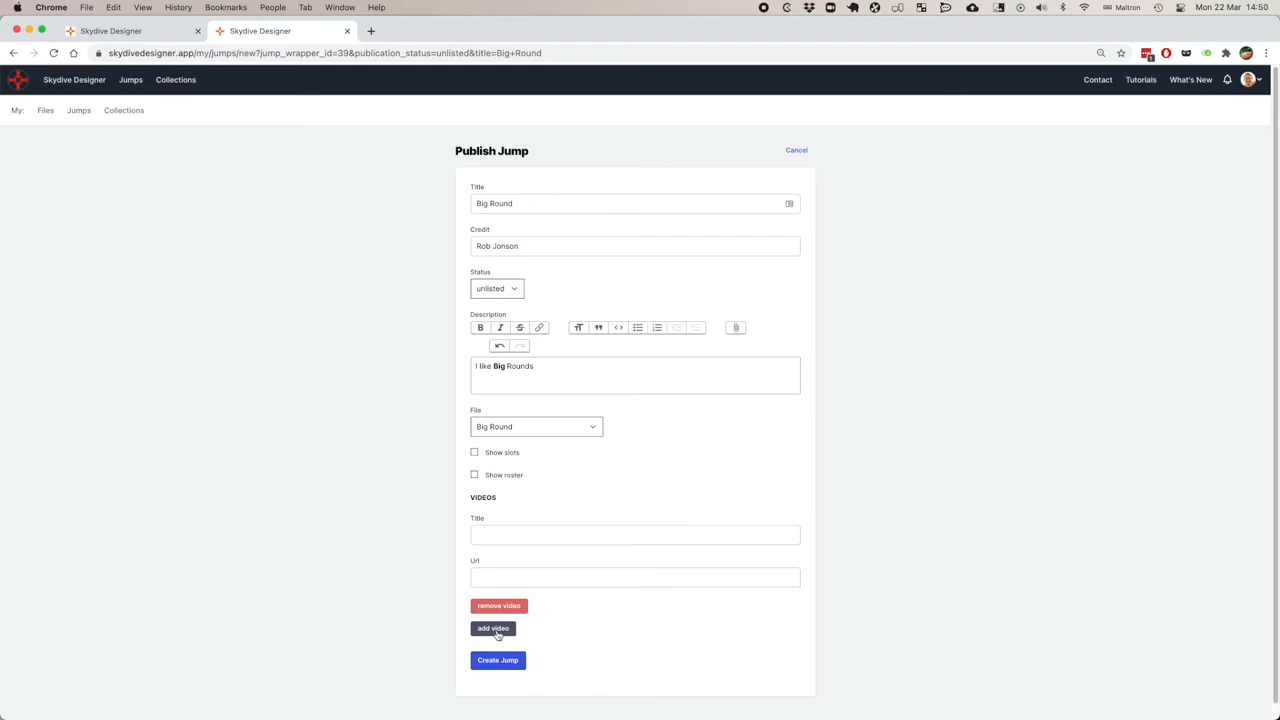 Chrome File Edit View History Bookmarks People Tab Window Help Maltron Mon 22 Mar 14:50
Skydive Designer Skydive Designer
skydivedesigner.app/my/jumps/new?jump_wrapper_id=39&publication_status=unlisted&title=Big+Round
Skydive Designer Jumps Collections Contact Tutorials What's New
My: Files Jumps Collections
Publish Jump Cancel
Title
Big Round
Credit
Rob Jonson
Status
unlisted
Description
I like Big Rounds
File
Big Round
Show slots
Show roster
VIDEOS
Title
Url
remove video
add video
Create Jump